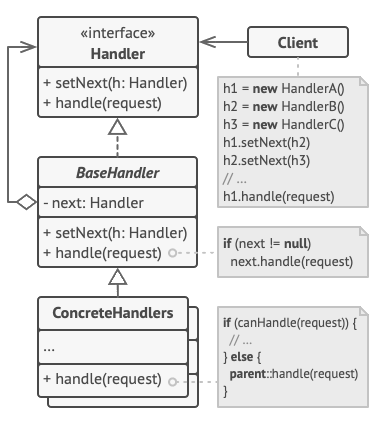 «interface»
Handler
+ setNext(h: Handler)
+ handle(request)
Client
h1 = new HandlerA()
h2 = new HandlerB()
h3 = new HandlerC()
h1.setNext(h2)
h2.setNext(h3)
// ...
h1.handle(request)
BaseHandler
- next: Handler
+ setNext(h: Handler)
+ handle(request)
if (next != null)
next.handle(request)
ConcreteHandlers
...
+ handle(request)
if (canHandle(request)) {
// ...
} else {
parent::handle(request)
}